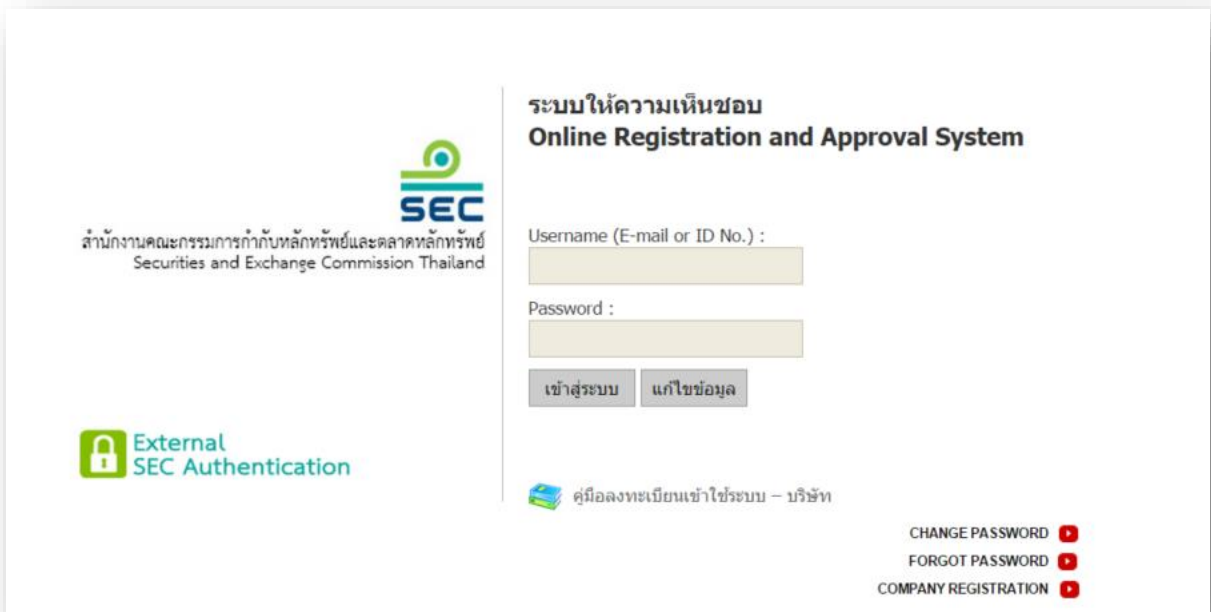 ระบบให้ความเห็นชอบ
Online Registration and Approval System
SEC
สำนักงานคณะกรรมการกำกับหลักทรัพย์และตลาดหลักทรัพย์
Securities and Exchange Commission Thailand
Username (E-mail or ID No.) :
Password :
เข้าสู่ระบบ แก้ไขข้อมูล
External
SEC Authentication
คู่มือลงทะเบียนเข้าใช้ระบบ – บริษัท
CHANGE PASSWORD
FORGOT PASSWORD
COMPANY REGISTRATION